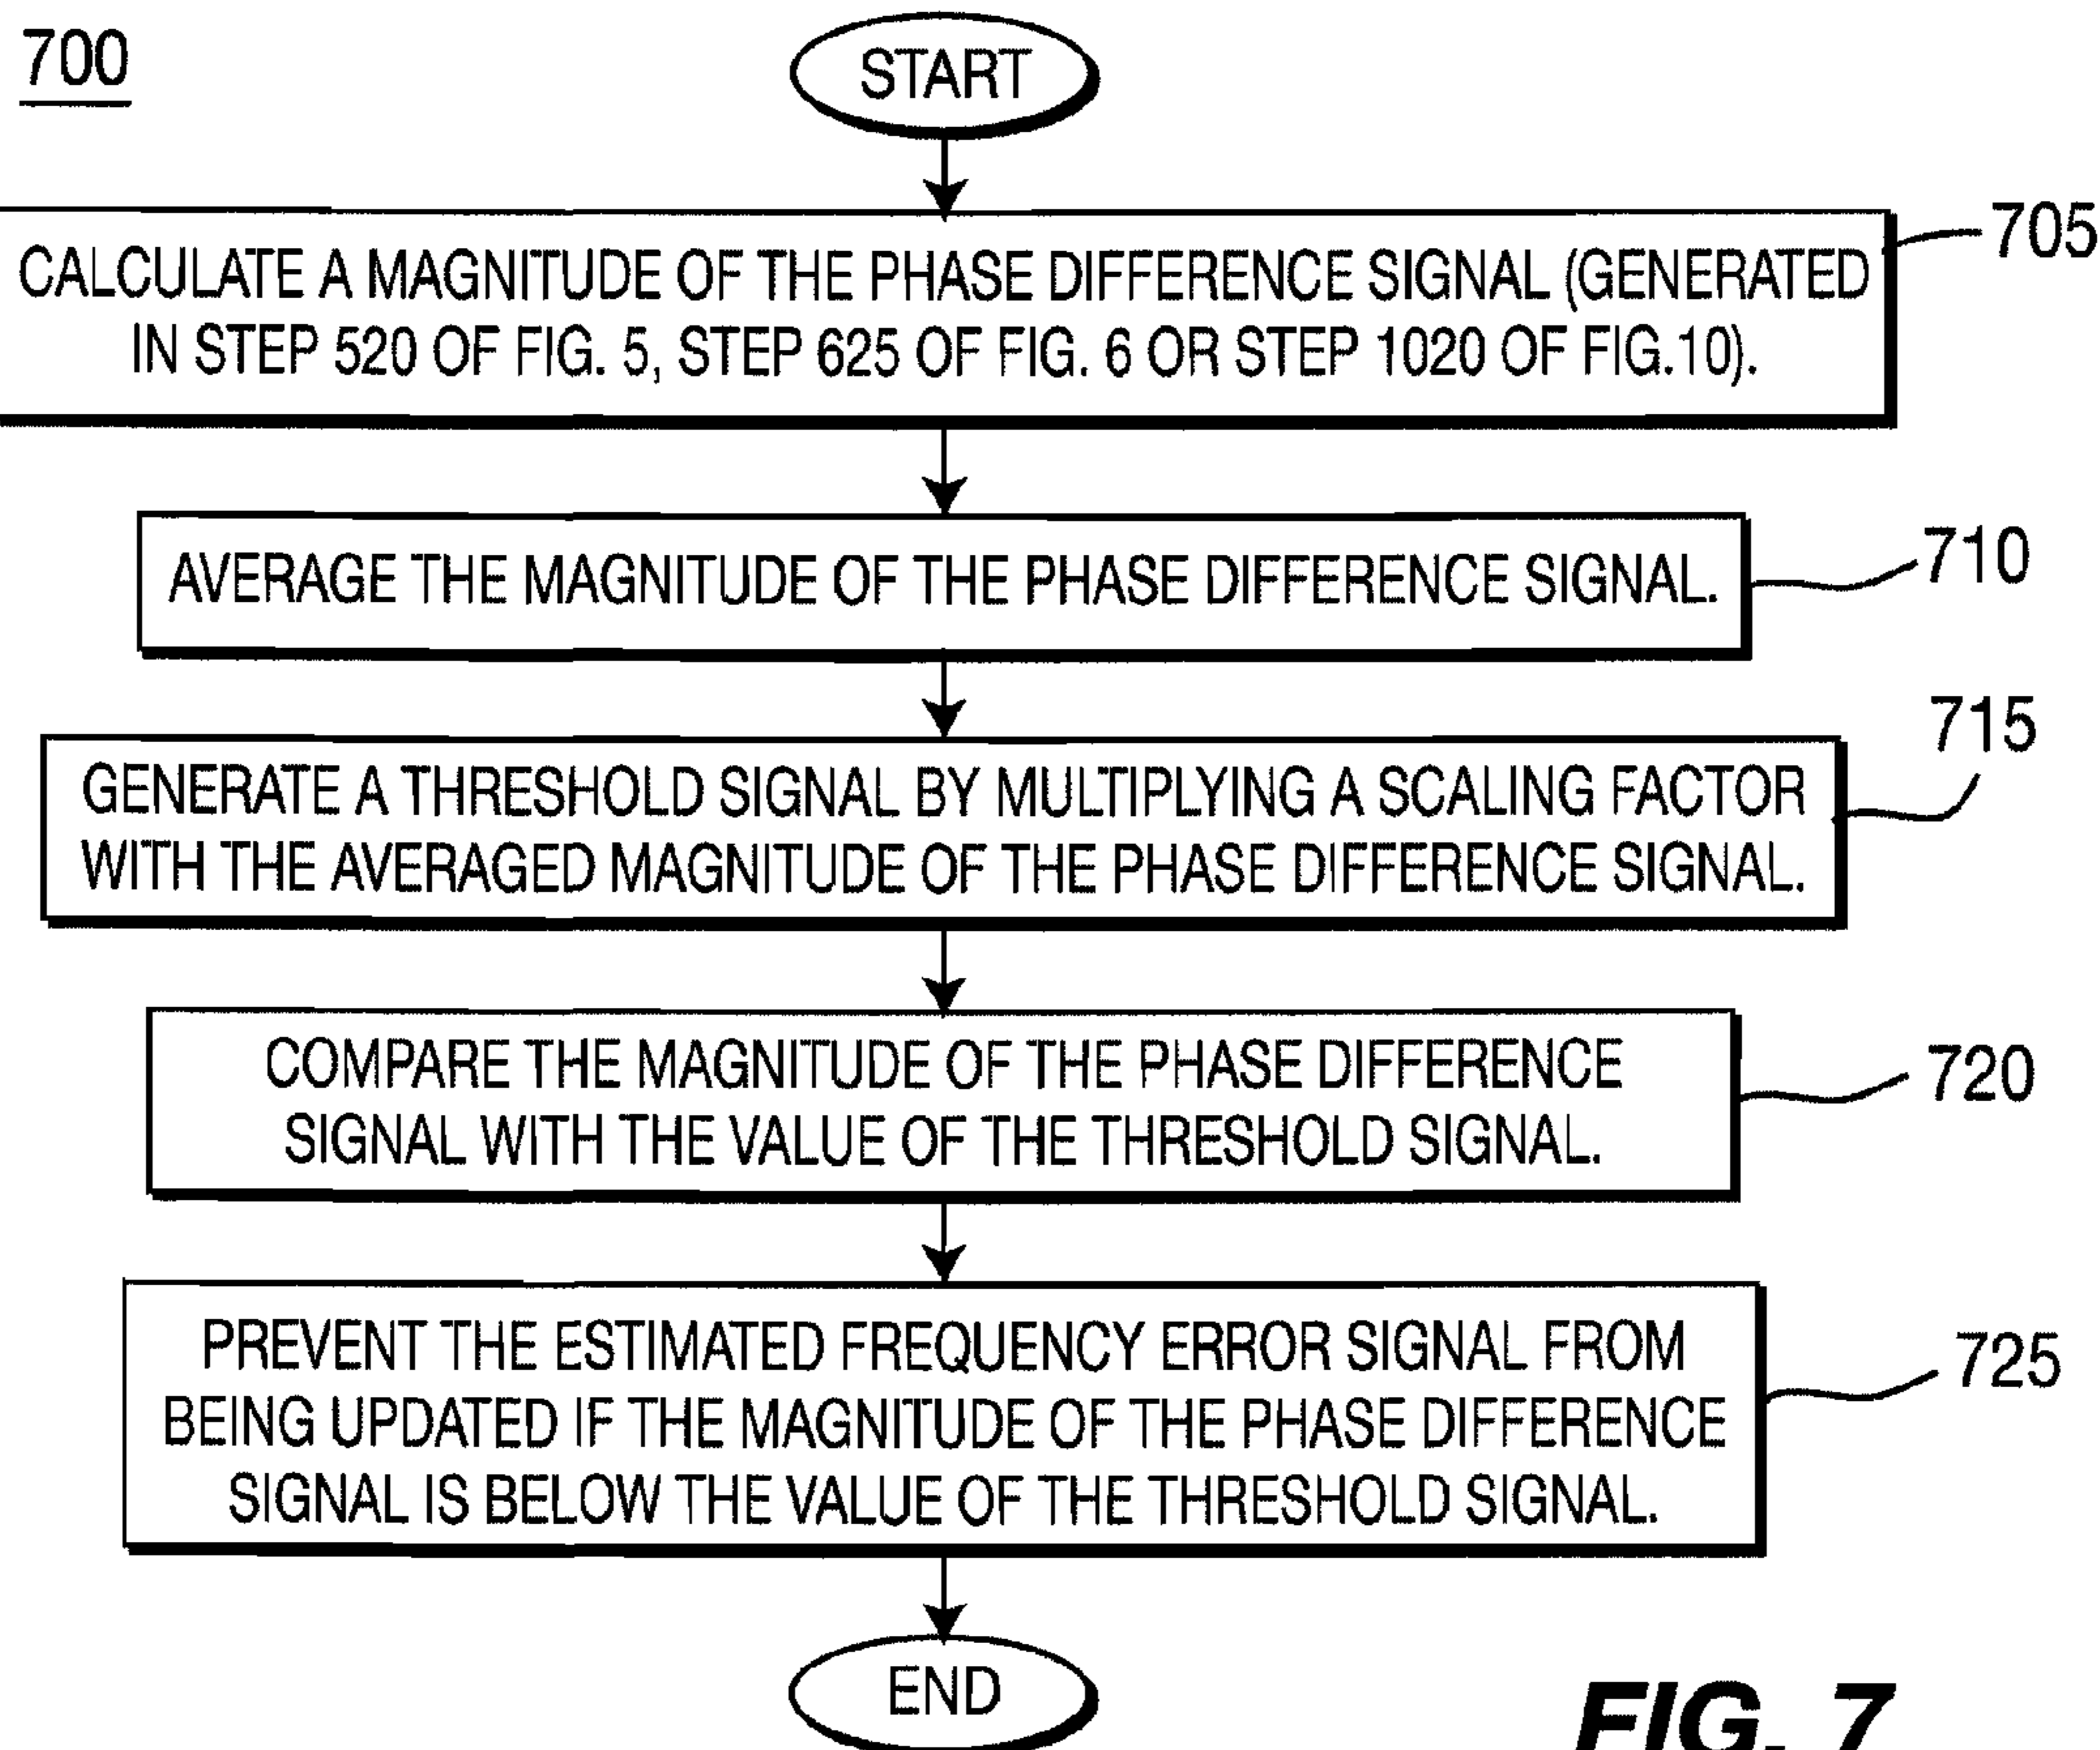 700
START
CALCULATE A MAGNITUDE OF THE PHASE DIFFERENCE SIGNAL (GENERATED
IN STEP 520 OF FIG. 5, STEP 625 OF FIG. 6 OR STEP 1020 OF FIG.10).
705
AVERAGE THE MAGNITUDE OF THE PHASE DIFFERENCE SIGNAL.
710
GENERATE A THRESHOLD SIGNAL BY MULTIPLYING A SCALING FACTOR
WITH THE AVERAGED MAGNITUDE OF THE PHASE DIFFERENCE SIGNAL.
715
COMPARE THE MAGNITUDE OF THE PHASE DIFFERENCE
SIGNAL WITH THE VALUE OF THE THRESHOLD SIGNAL.
720
PREVENT THE ESTIMATED FREQUENCY ERROR SIGNAL FROM
BEING UPDATED IF THE MAGNITUDE OF THE PHASE DIFFERENCE
SIGNAL IS BELOW THE VALUE OF THE THRESHOLD SIGNAL.
725
END
FIG. 7